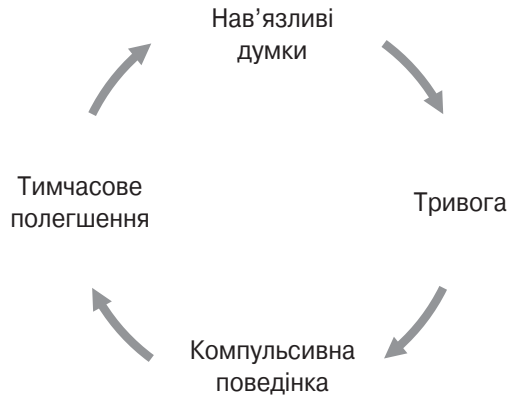 Нав’язливі
думки
Тимчасове
полегшення
Тривога
Компульсивна
поведінка